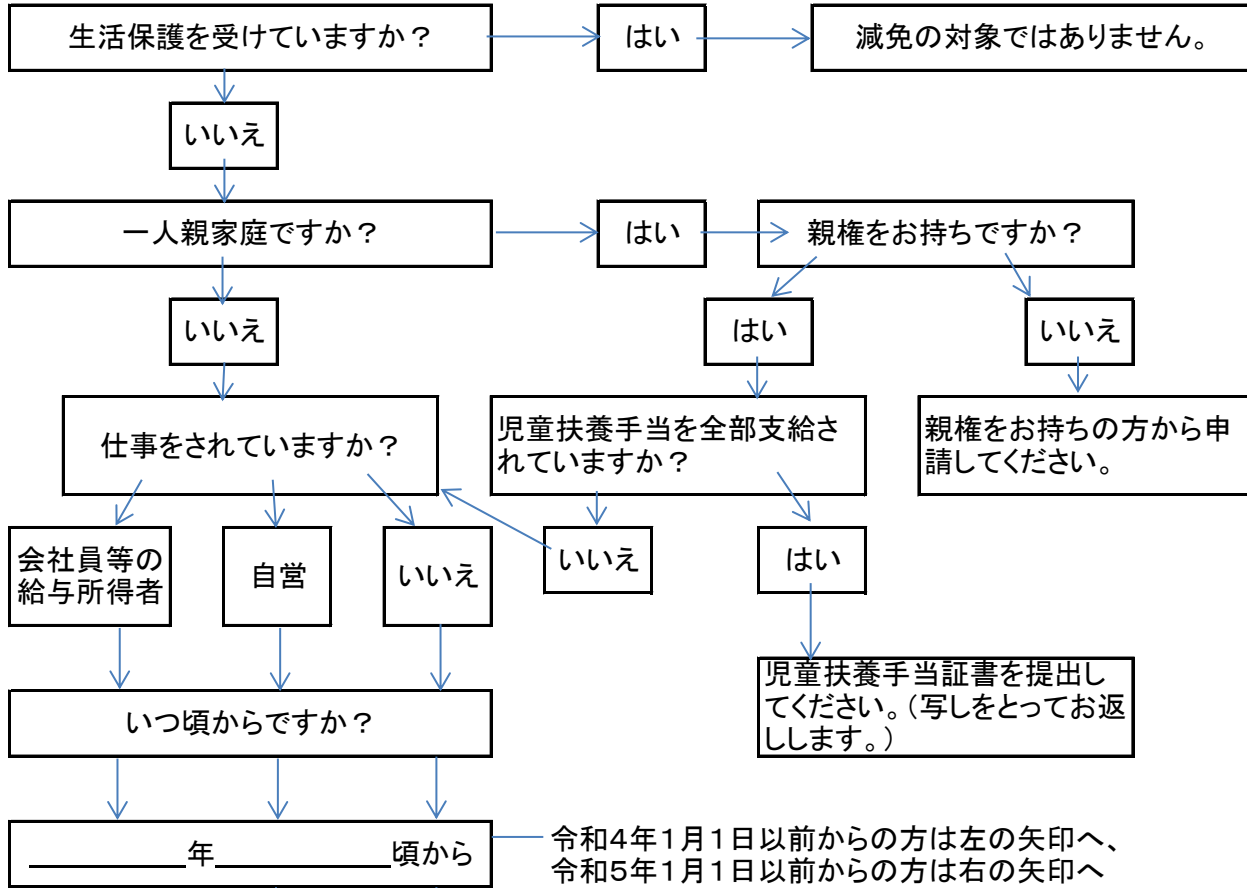 生活保護を受けていますか？
はい
減免の対象ではありません。
いいえ
一人親家庭ですか？
はい
親権をお持ちですか？
いいえ
はい
いいえ
仕事をされていますか？
児童扶養手当を全部支給さ
れていますか？
親権をお持ちの方から申
請してください。
会社員等の
給与所得者
自営
いいえ
いいえ
はい
児童扶養手当証書を提出し
てください。（写しをとってお返
しします。）
いつ頃からですか？
年 頃から
令和4年1月1日以前からの方は左の矢印へ、
令和5年1月1日以前からの方は右の矢印へ